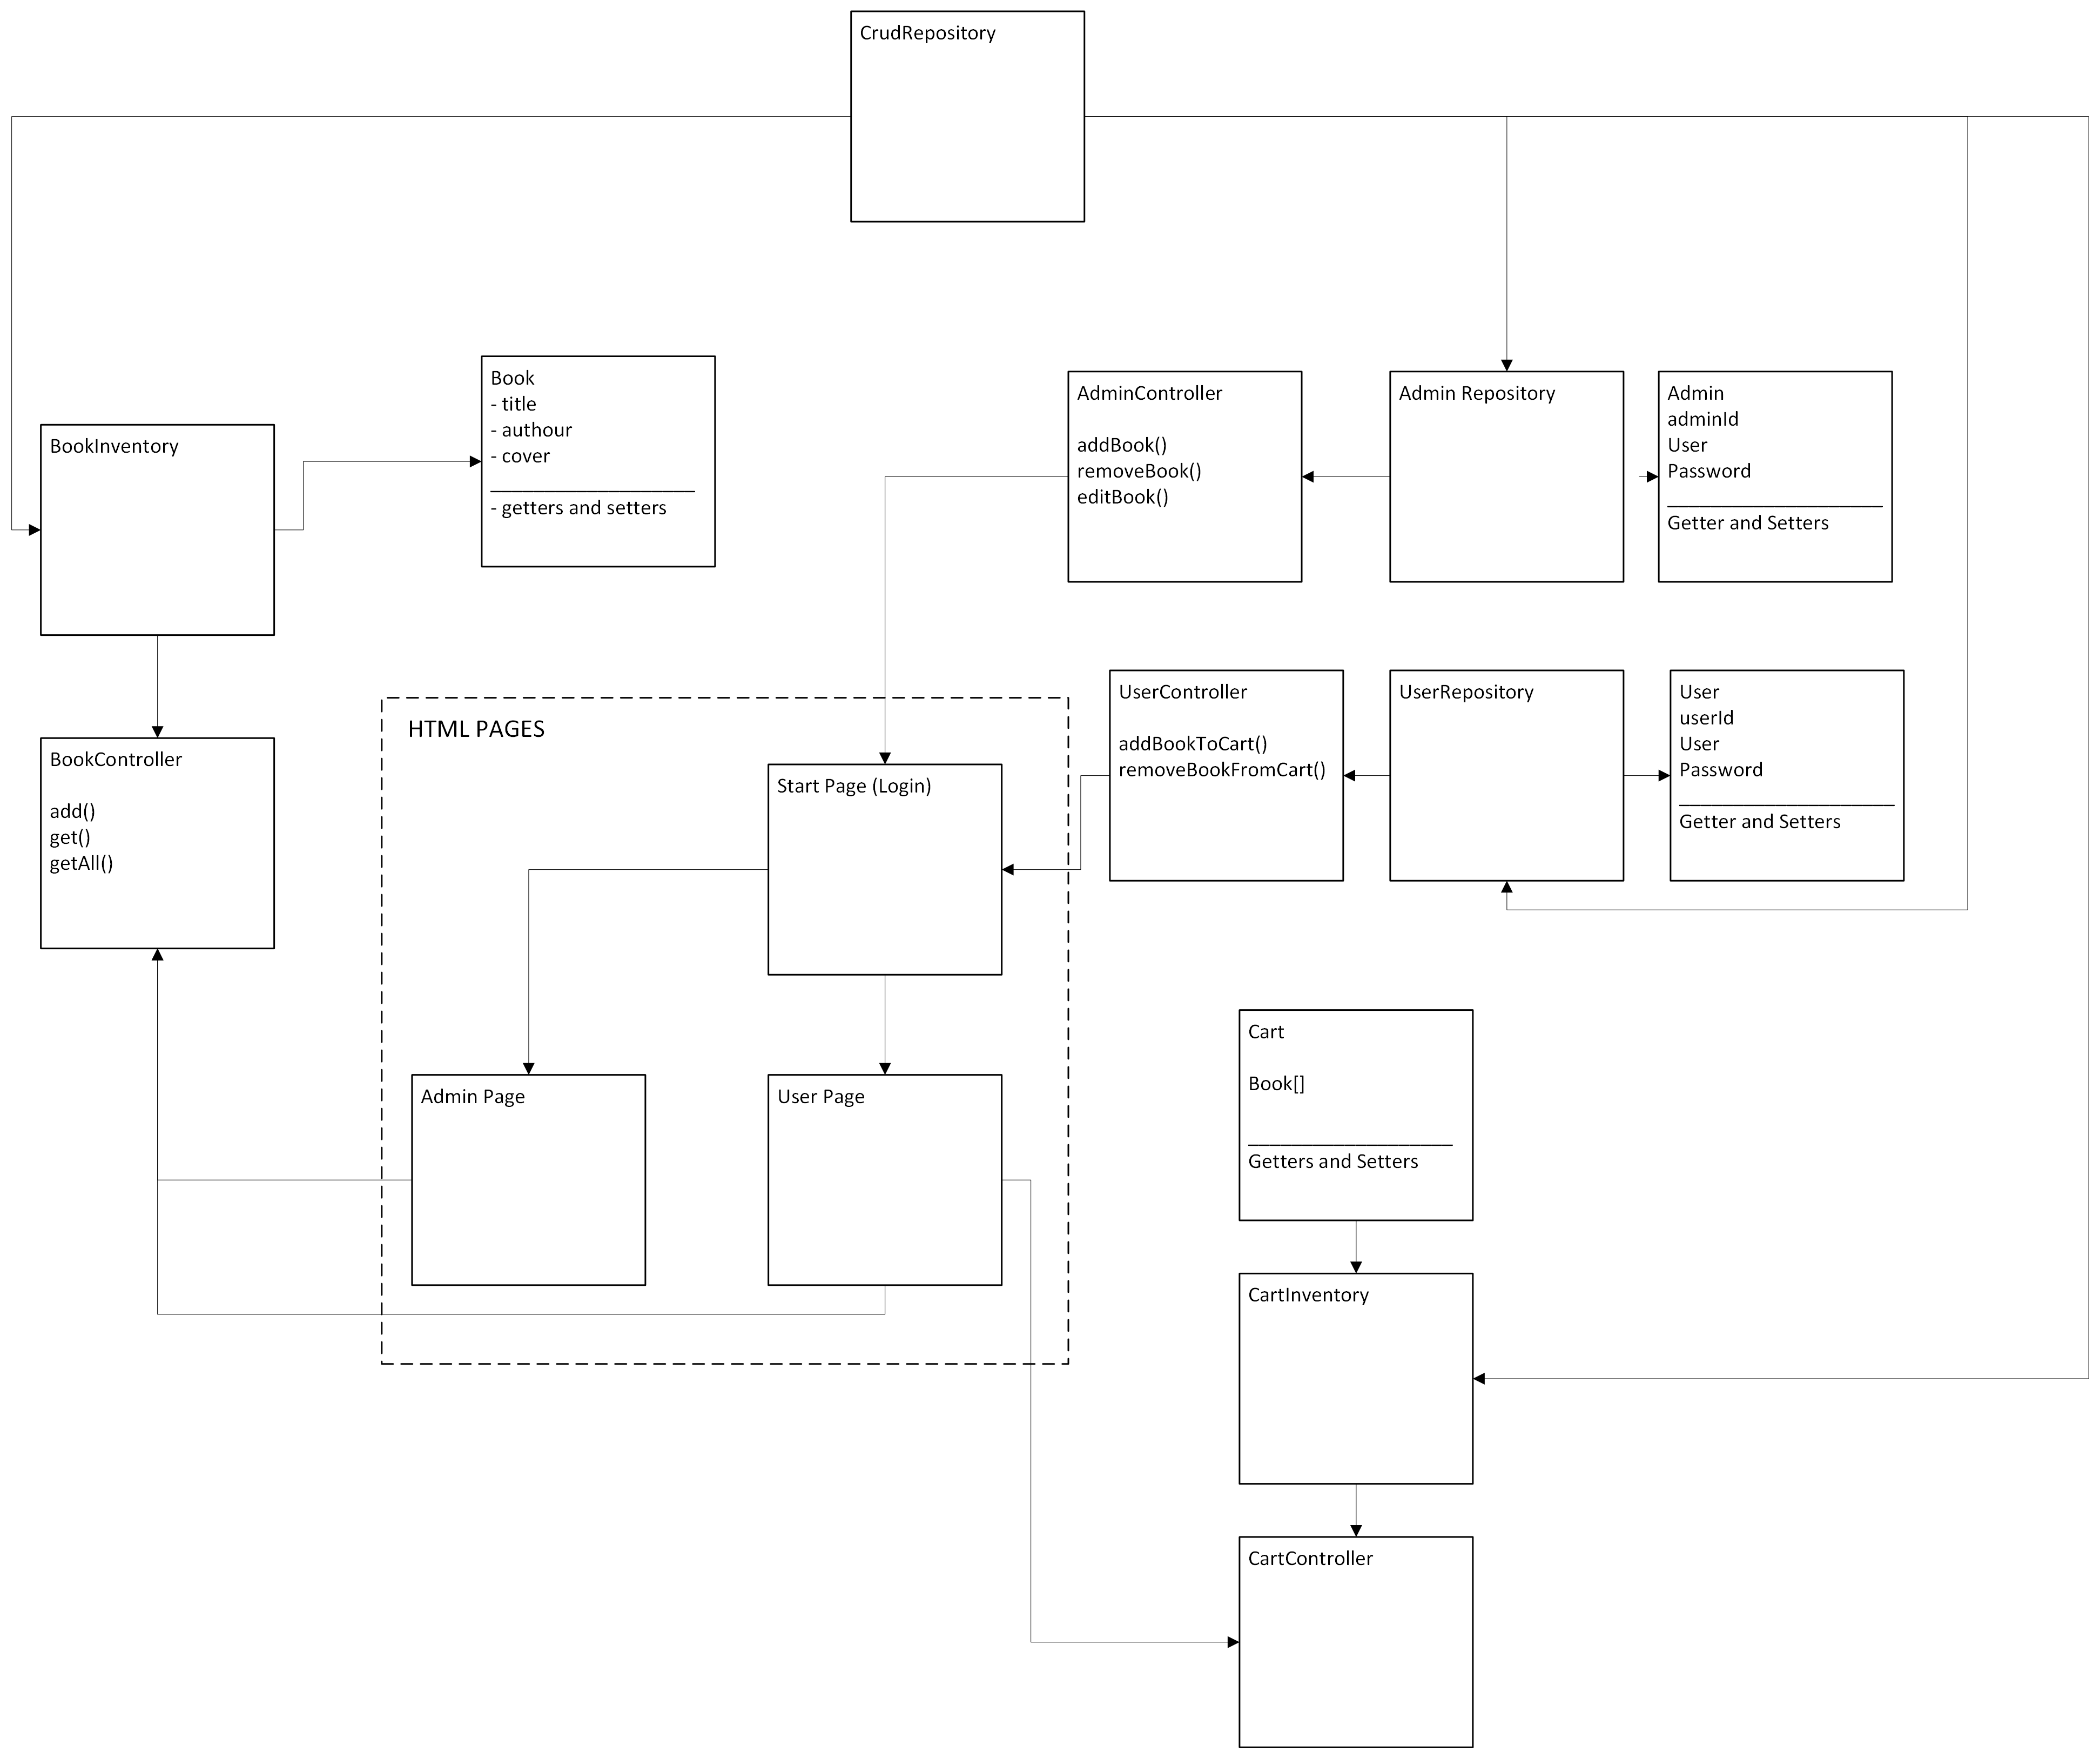 CrudRepository
Book
- title
- authour
- cover
- getters and setters
AdminController
addBook()
removeBook()
editBook()
Admin Repository
Admin
adminId
User
Password
Getter and Setters
BookInventory
UserController
addBookToCart()
removeBookFromCart()
UserRepository
User
userId
User
Password
Getter and Setters
HTML PAGES
BookController
add()
get()
getAll()
Start Page (Login)
Cart
Book[]
Getters and Setters
Admin Page
User Page
CartInventory
CartController